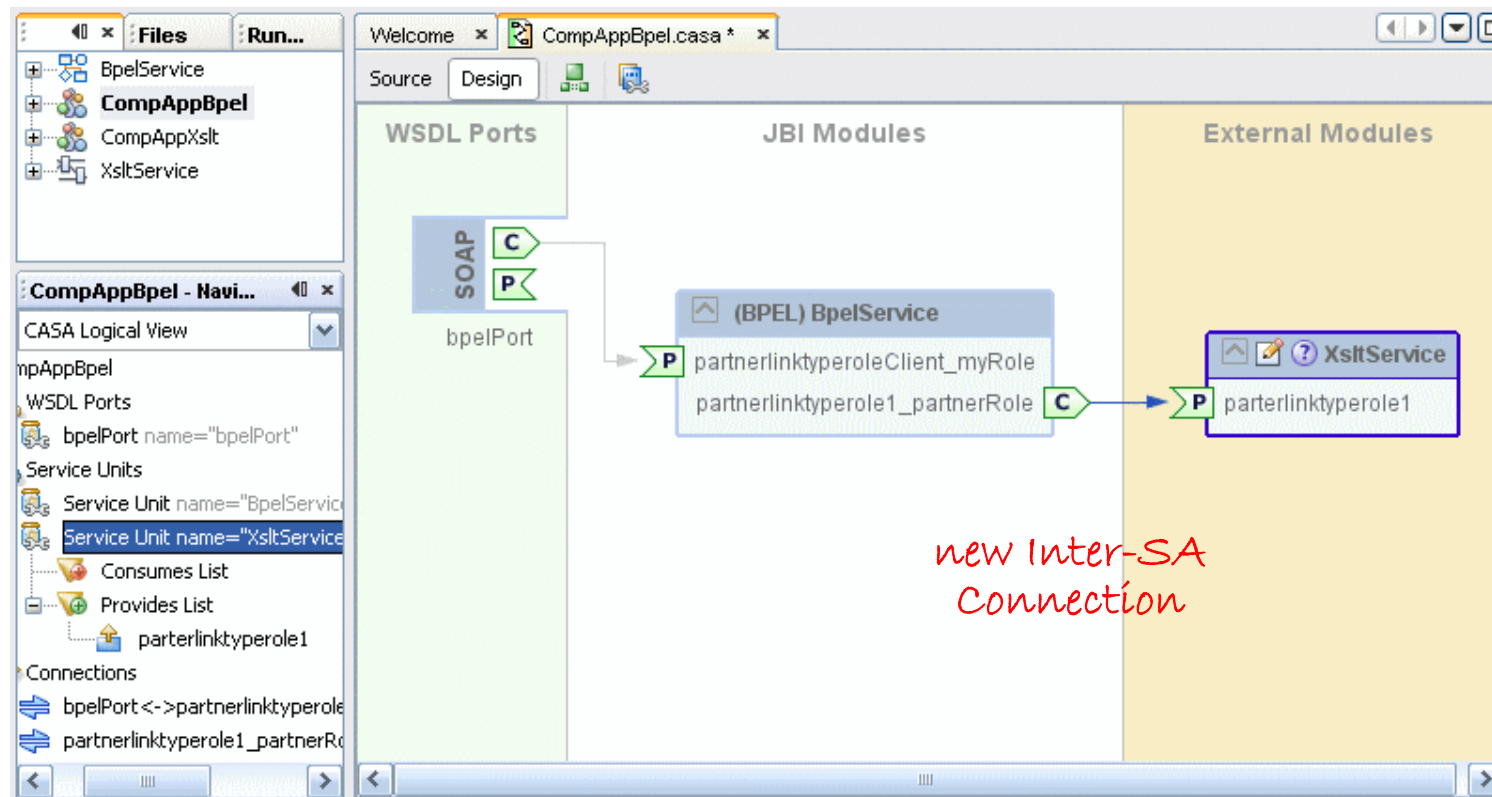 Files
Run...
BpelService
CompAppBpel
CompAppXslt
XsltService
CompAppBpel - Navi...
CASA Logical View
mpAppBpel
WSDL Ports
bpelPort name="bpelPort"
Service Units
Service Unit name="BpelService
Service Unit name="XsltService
Consumes List
Provides List
parterlinktyperole1
Connections
bpelPort<->partnerlinktyperole
partnerlinktyperole1_partnerRo
Welcome
CompAppBpel.casa *
Source
Design
WSDL Ports
JBI Modules
External Modules
SOAP
C
P
bpelPort
(BPEL) BpelService
P
partnerlinktyperoleClient_myRole
partnerlinktyperole1_partnerRole
C
XsltService
P
parterlinktyperole1
new Inter-SA
Connection